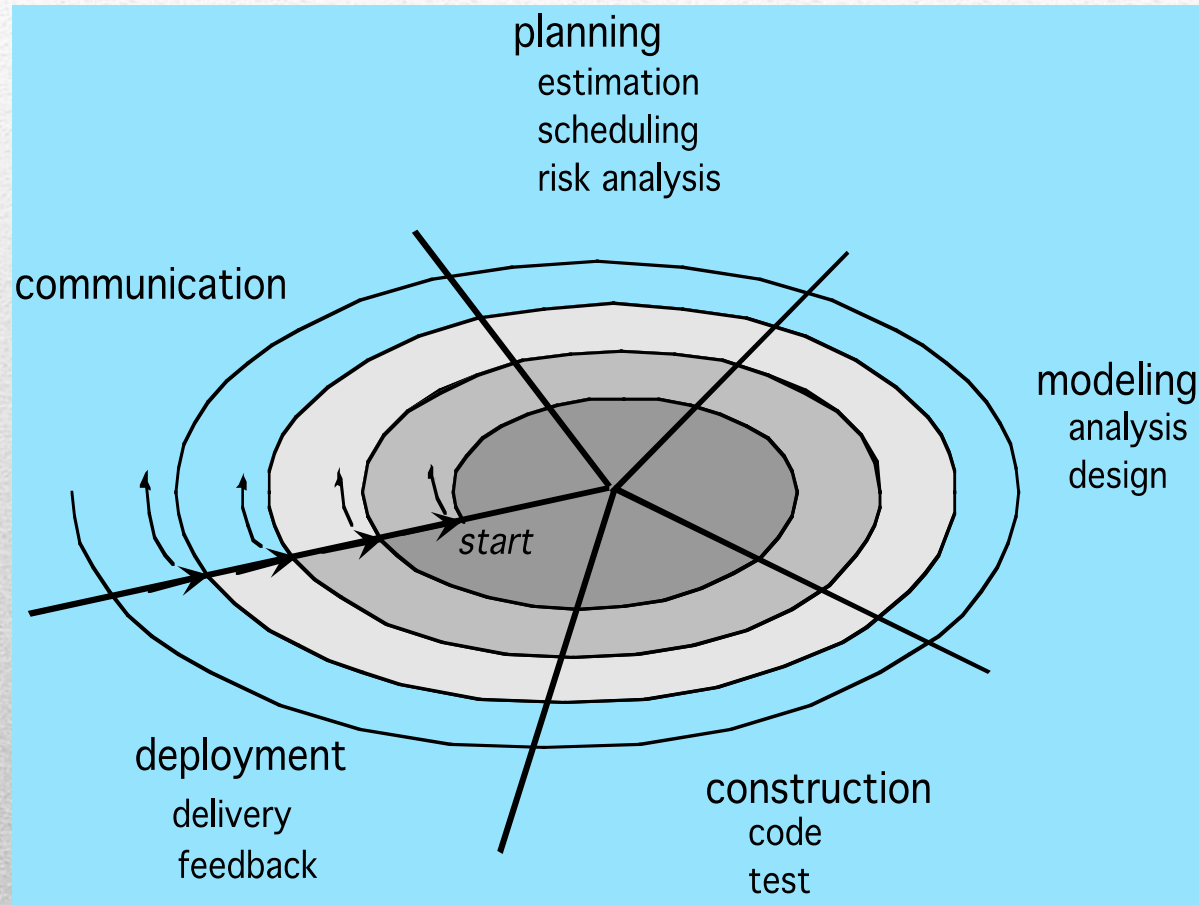 planning
estimation
scheduling
risk analysis
communication
modeling
analysis
design
start
deployment
delivery
feedback
construction
code
test